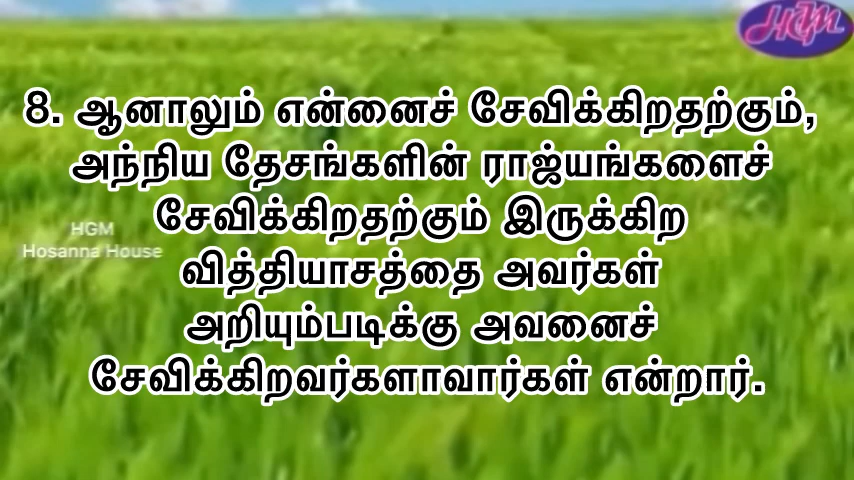 HGM
8. ஆனாலும் என்னைச் சேவிக்கிறதற்கும்,
அந்நிய தேசங்களின் ராஜ்யங்களைச்
சேவிக்கிறதற்கும் இருக்கிற
வித்தியாசத்தை அவர்கள்
அறியும்படிக்கு அவனைச்
சேவிக்கிறவர்களாவார்கள் என்றார்.
HGM
Hosanna House